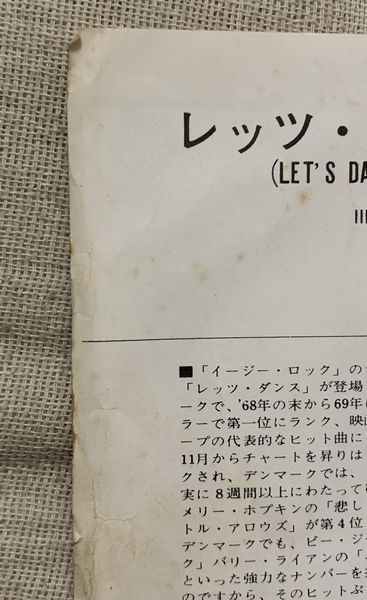 レッツ・
(LET'S DA
■「イージー・ロック」の
「レッツ・ダンス」が登場
ークで、'68年の末から69年
ラーで第一位にランク、映
ープの代表的なヒット曲に
11月からチャートを昇りは
クされ、デンマークでは、
実に8週間以上にわたって
メリー・ホプキンの「悲し
トル・アロウズ」が第4位
デンマークでも、ビー・ジ
ク」バリー・ライアンの「
といった強力なナンバーを
のですから、そのヒットぶ